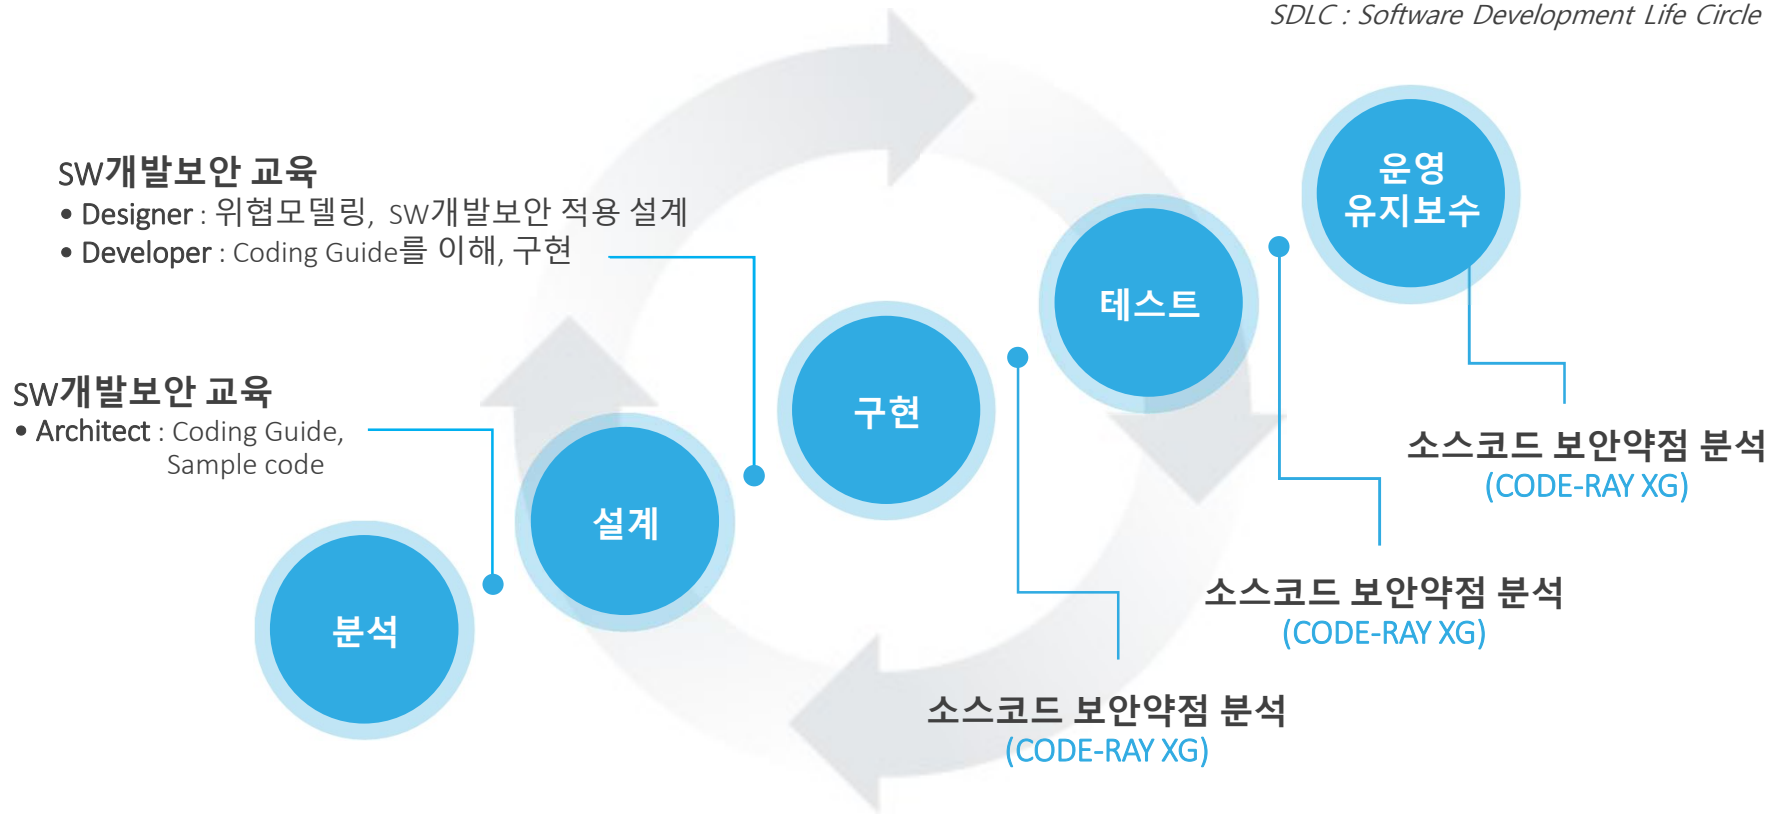 SDLC : Software Development Life Circle
SW개발보안 교육
• Designer : 위협모델링, SW개발보안 적용 설계
• Developer : Coding Guide를 이해, 구현
SW개발보안 교육
• Architect : Coding Guide,
Sample code
분석
설계
구현
테스트
운영
유지보수
소스코드 보안약점 분석
(CODE-RAY XG)
소스코드 보안약점 분석
(CODE-RAY XG)
소스코드 보안약점 분석
(CODE-RAY XG)